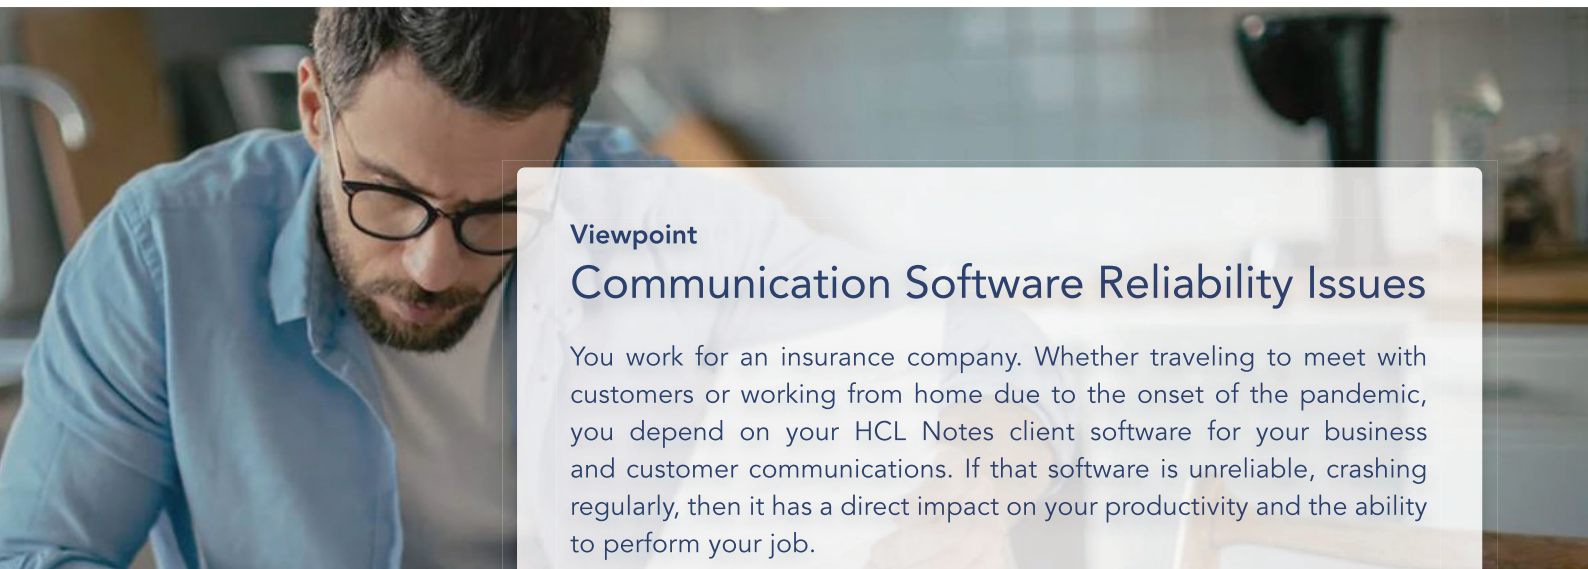 Viewpoint
Communication Software Reliability Issues
You work for an insurance company. Whether traveling to meet with
customers or working from home due to the onset of the pandemic,
you depend on your HCL Notes client software for your business
and customer communications. If that software is unreliable, crashing
regularly, then it has a direct impact on your productivity and the ability
to perform your job.